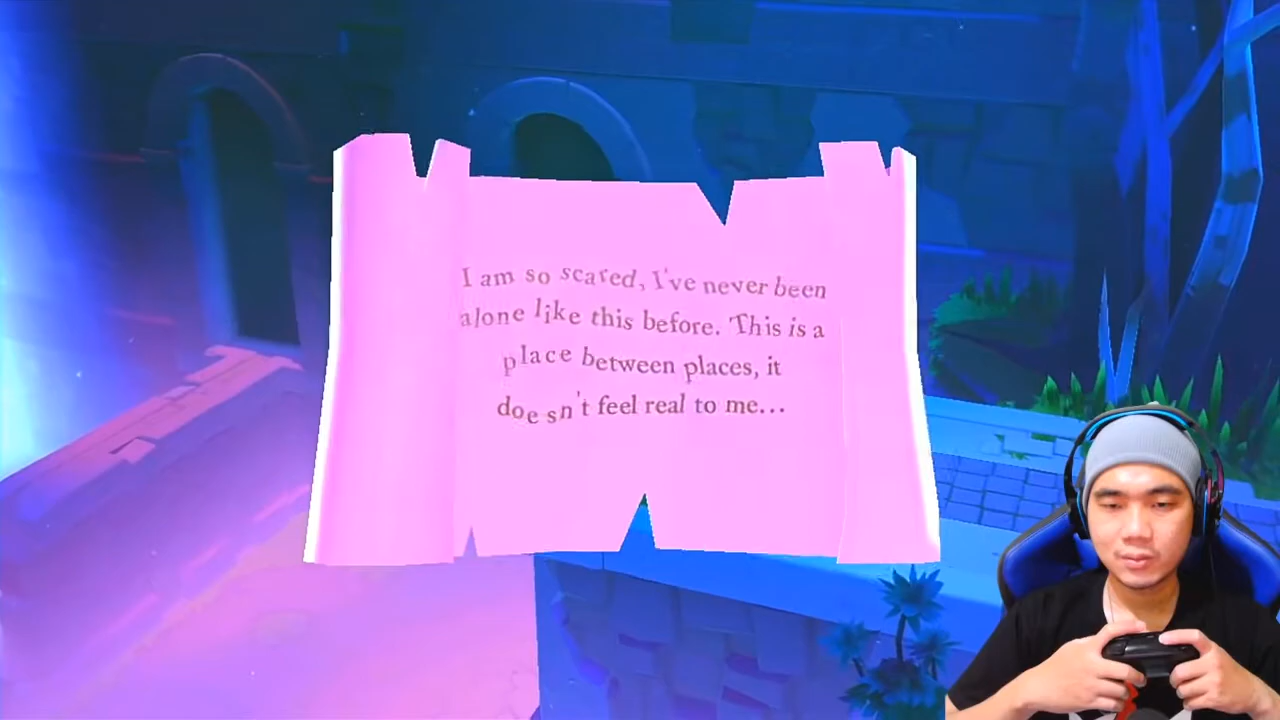 I am so scared, I've never been
alone like this before. This is a
place between places, it
doesn't feel real to me...